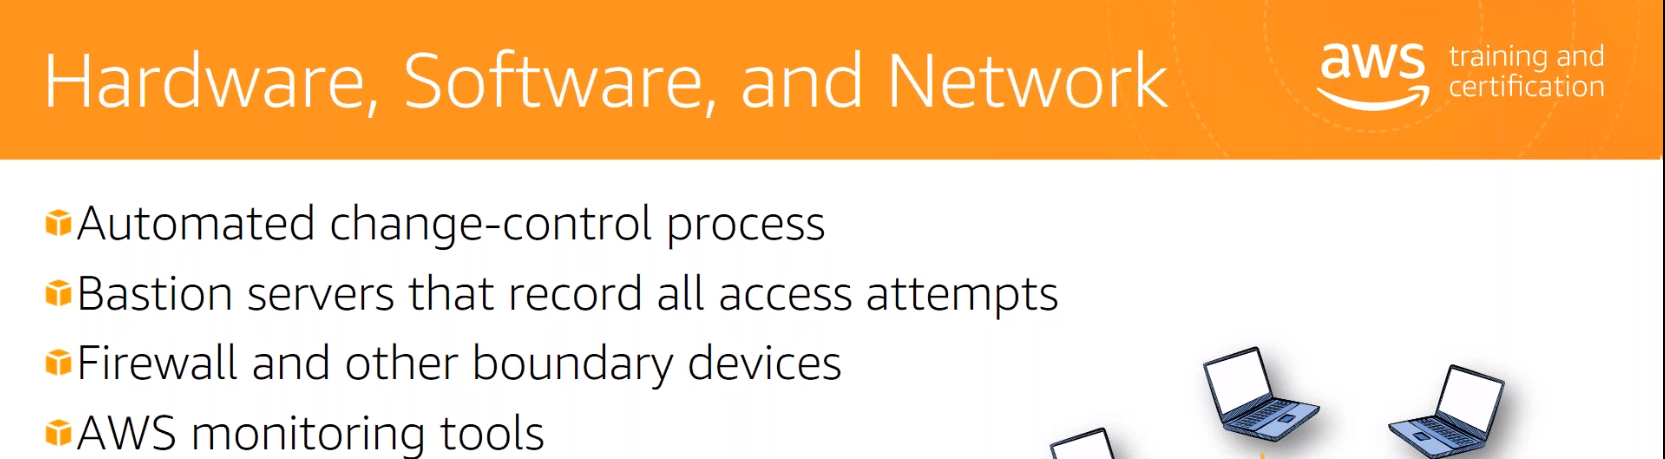 Hardware, Software, and Network
aws training and
certification
Automated change-control process
Bastion servers that record all access attempts
Firewall and other boundary devices
AWS monitoring tools